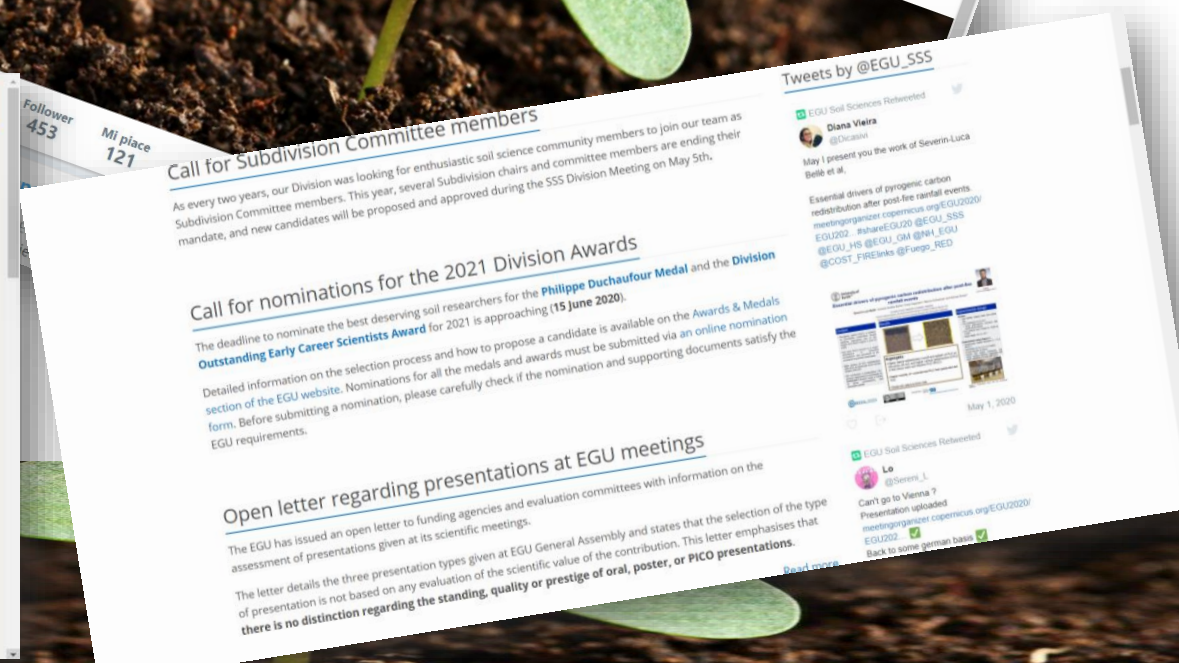 Follower
453
Mi piace
121
Call for Subdivision Committee members
As every two years, our Division was looking for enthusiastic soil science community members to join our team as
Subdivision Committee members. This year, several Subdivision chairs and committee members are ending their
mandate, and new candidates will be proposed and approved during the SSS Division Meeting on May 5th.
Call for nominations for the 2021 Division Awards
The deadline to nominate the best deserving soil researchers for the Philippe Duchaufour Medal and the Division
Outstanding Early Career Scientists Award for 2021 is approaching (15 June 2020).
Detailed information on the selection process and how to propose a candidate is available on the Awards & Medals
section of the EGU website. Nominations for all the medals and awards must be submitted via an online nomination
form. Before submitting a nomination, please carefully check if the nomination and supporting documents satisfy the
EGU requirements.
Open letter regarding presentations at EGU meetings
The EGU has issued an open letter to funding agencies and evaluation committees with information on the
assessment of presentations given at its scientific meetings.
The letter details the three presentation types given at EGU General Assembly and states that the selection of the type
of presentation is not based on any evaluation of the scientific value of the contribution. This letter emphasises that
there is no distinction regarding the standing, quality or prestige of oral, poster, or PICO presentations.
Read more
Tweets by @EGU_SSS
EGU Soil Sciences Retweeted
Diana Vieira
@Dicasivi
May I present you the work of Severin-Luca
Bellè et al,
Essential drivers of pyrogenic carbon
redistribution after post-fire rainfall events.
meetingorganizer.copernicus.org/EGU2020/
EGU202... #shareEGU20 @EGU_SSS
@EGU_HS @EGU_GM @NH_EGU
@COST_FIRElinks @Fuego_RED
Essential drivers of pyrogenic carbon redistribution after post-fire
rainfall events
May 1, 2020
EGU Soil Sciences Retweeted
Lo
@Serers_L
Can't go to Vienna ?
Presentation uploaded
meetingorganizer.copernicus.org/EGU2020/
EGU202... ✅
Back to some german basis ✅